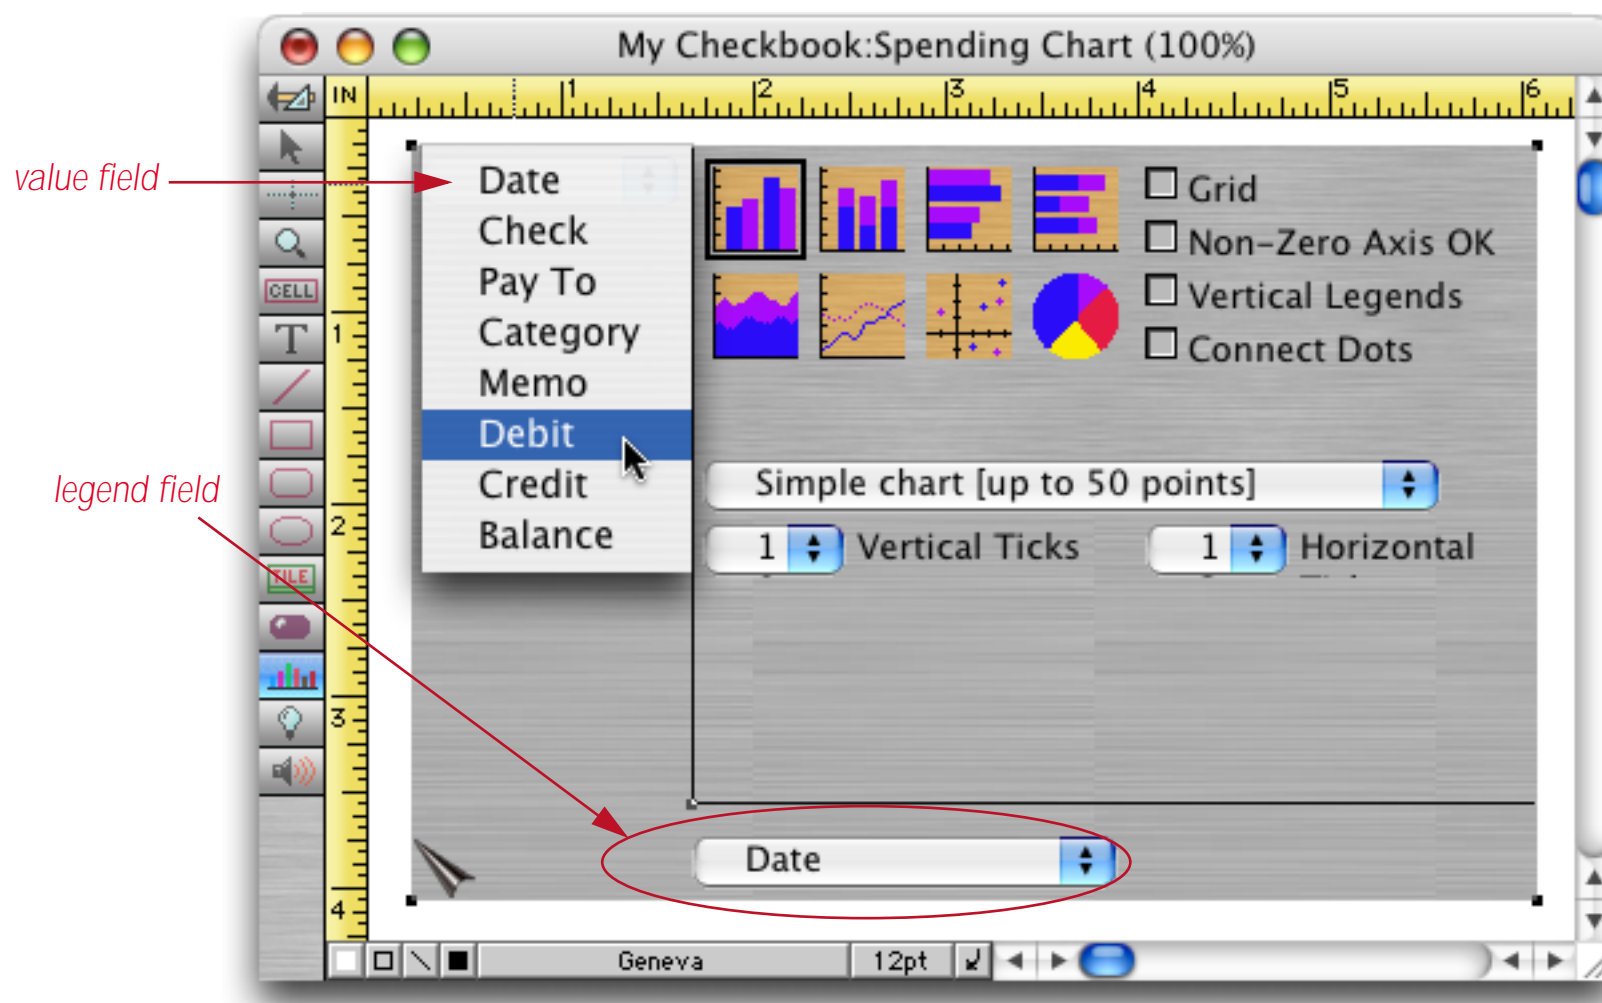 My Checkbook:Spending Chart (100%)
IN
1
2
3
4
5
6
value field
Date
Check
Pay To
Category
Memo
Debit
Credit
Balance
Grid
Non-Zero Axis OK
Vertical Legends
Connect Dots
CELL
T
1
legend field
Simple chart [up to 50 points]
2
1 Vertical Ticks
1 Horizontal
TILE
3
Date
4
Geneva
12pt